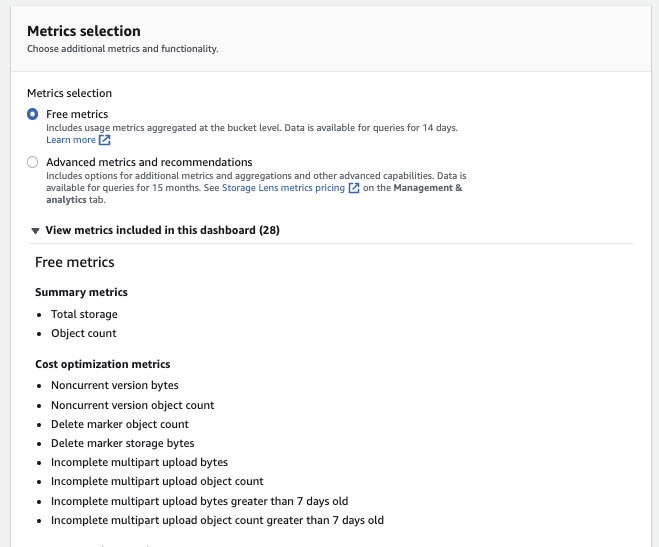 Metrics selection
Choose additional metrics and functionality.
Metrics selection
Free metrics
Includes usage metrics aggregated at the bucket level. Data is available for queries for 14 days.
Learn more
Advanced metrics and recommendations
Includes options for additional metrics and aggregations and other advanced capabilities. Data is
available for queries for 15 months. See Storage Lens metrics pricing on the Management &
analytics tab.
View metrics included in this dashboard (28)
Free metrics
Summary metrics
Total storage
Object count
Cost optimization metrics
Noncurrent version bytes
Noncurrent version object count
Delete marker object count
Delete marker storage bytes
Incomplete multipart upload bytes
Incomplete multipart upload object count
Incomplete multipart upload bytes greater than 7 days old
Incomplete multipart upload object count greater than 7 days old